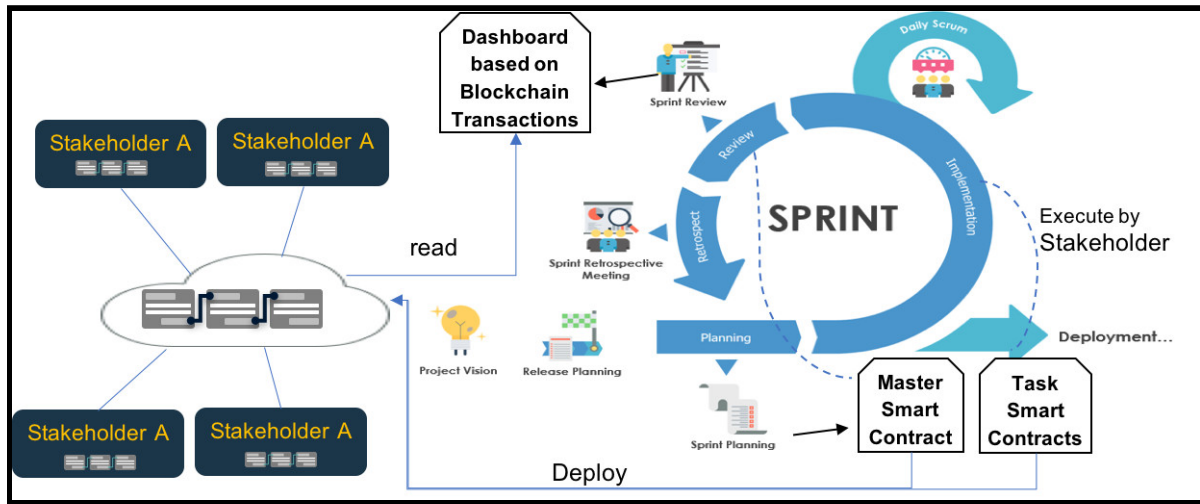 Dashboard
based on
Blockchain
Transactions
Sprint Review
Daily Scrum
Stakeholder A
Stakeholder A
Review
Implementation
SPRINT
Execute by
Stakeholder
Retrospect
read
Sprint Retrospective
Meeting
Planning
Deployment...
Project Vision
Release Planning
Master
Smart
Contract
Task
Smart
Contracts
Sprint Planning
Stakeholder A
Stakeholder A
Deploy